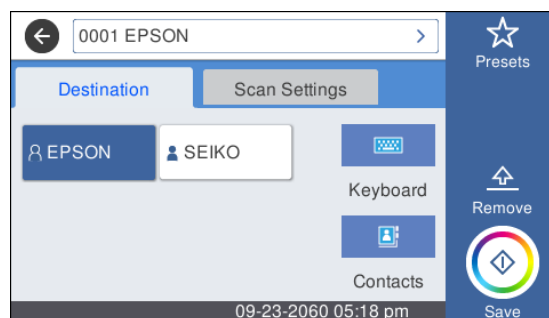 0001 EPSON
Presets
Destination
Scan Settings
EPSON
SEIKO
Keyboard
Remove
Contacts
09-23-2060 05:18 pm
Save